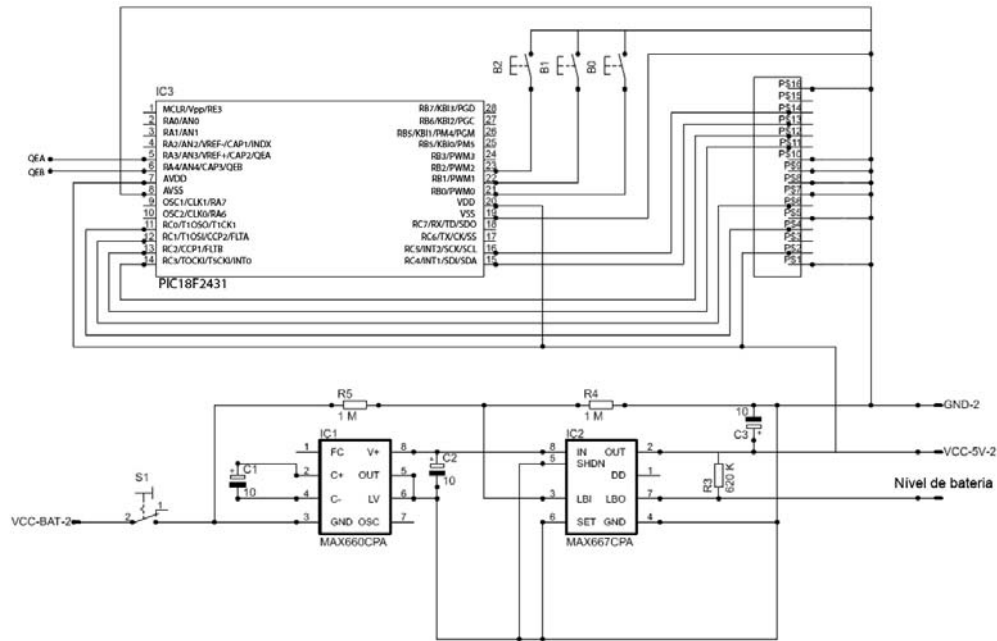 IC3
1 MCLR/Vpp/RE3 RB7/KBI3/PGD 28
2 RA0/AN0 RB6/KBI2/PGC 27
3 RA1/AN1 RB5/KBI1/PM4/PGM 26
4 RA2/AN2/VREF-/CAP1/INDX RB5/KBI0/PM5 25
5 RA3/AN3/VREF+/CAP2/QEA RB3/PWM3 24
6 RA4/AN4/CAP3/QEB RB2/PWM2 23
7 AVDD RB1/PWM1 22
8 AVSS RB0/PWM0 21
9 OSC1/CLK1/RA7 VDD 20
10 OSC2/CLK0/RA6 VSS 19
11 RC0/T1OSO/T1CK1 RC7/RX/TD/SDO 18
12 RC1/T1OSI/CCP2/FLTA RC6/TX/CK/SS 17
13 RC2/CCP1/FLTB RC5/INT2/SCK/SCL 16
14 RC3/TOCKI/T5CKI/INT0 RC4/INT1/SDI/SDA 15
PIC18F2431
QEA
QEB
B2
B1
B0
PS16
PS15
PS14
PS13
PS12
PS11
PS10
PS9
PS8
PS7
PS6
PS5
PS4
PS3
PS2
PS1
R5
1 M
R4
1 M
GND-2
10
C3
+
VCC-5V-2
R3
620 K
Nível de bateria
IC1
1 FC V+ 8
2 C+ OUT 5
4 C- LV 6
3 GND OSC 7
MAX660CPA
+
C1
10
+
C2
10
IC2
8 IN OUT 2
5 SHDN
DD 1
3 LBI LBO 7
6 SET GND 4
MAX667CPA
S1
VCC-BAT-2
2
1